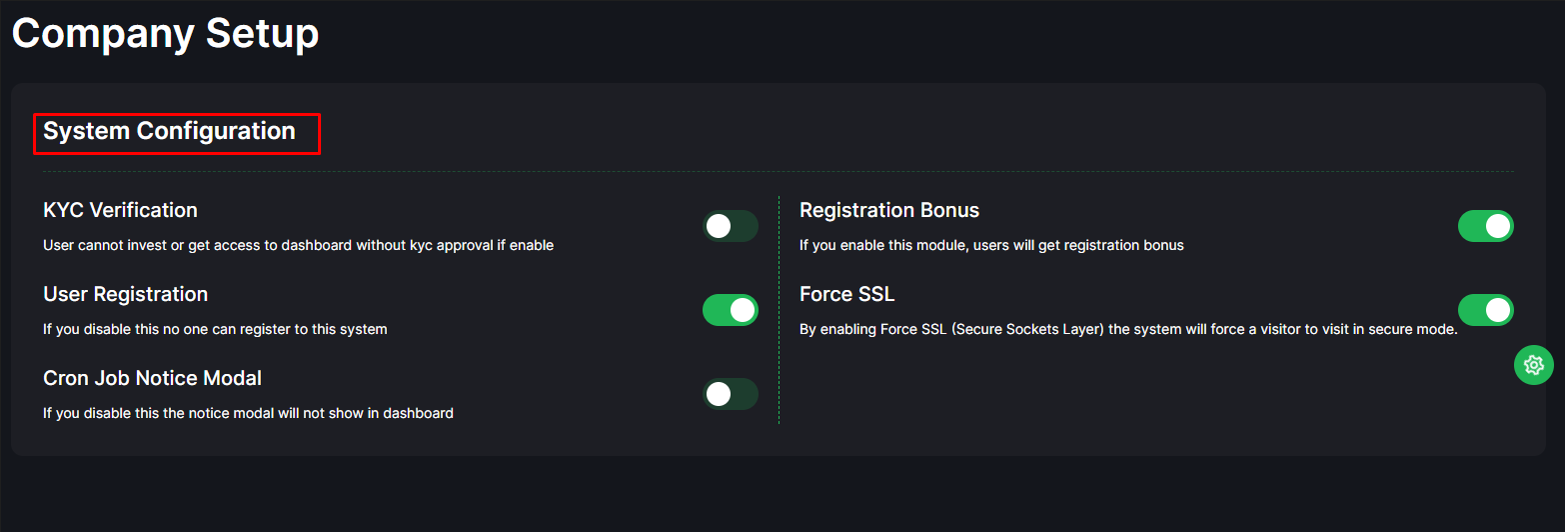 Company Setup
System Configuration
KYC Verification
User cannot invest or get access to dashboard without kyc approval if enable
User Registration
If you disable this no one can register to this system
Cron Job Notice Modal
If you disable this the notice modal will not show in dashboard
Registration Bonus
If you enable this module, users will get registration bonus
Force SSL
By enabling Force SSL (Secure Sockets Layer) the system will force a visitor to visit in secure mode.